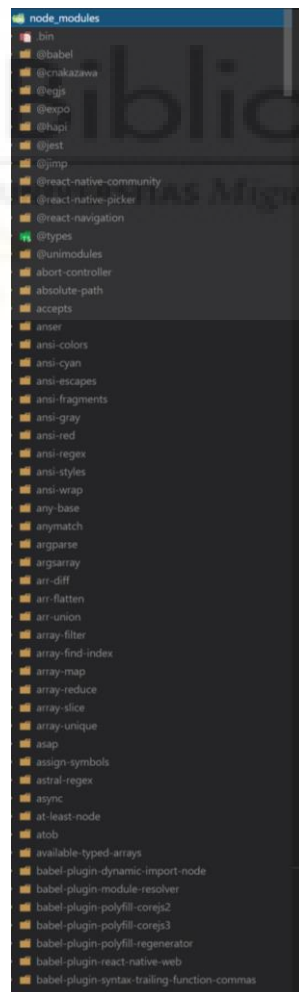 node_modules
.bin
@babel
@cnakazawa
@egjs
@expo
@hapi
@jest
@jimp
@react-native-community
@react-native-picker
@react-navigation
@types
@unimodules
abort-controller
absolute-path
accepts
anser
ansi-colors
ansi-cyan
ansi-escapes
ansi-fragments
ansi-gray
ansi-red
ansi-regex
ansi-styles
ansi-wrap
any-base
anymatch
argparse
argsarray
arr-diff
arr-flatten
arr-union
array-filter
array-find-index
array-map
array-reduce
array-slice
array-unique
asap
assign-symbols
astral-regex
async
at-least-node
atob
available-typed-arrays
babel-plugin-dynamic-import-node
babel-plugin-module-resolver
babel-plugin-polyfill-corejs2
babel-plugin-polyfill-corejs3
babel-plugin-polyfill-regenerator
babel-plugin-react-native-web
babel-plugin-syntax-trailing-function-commas